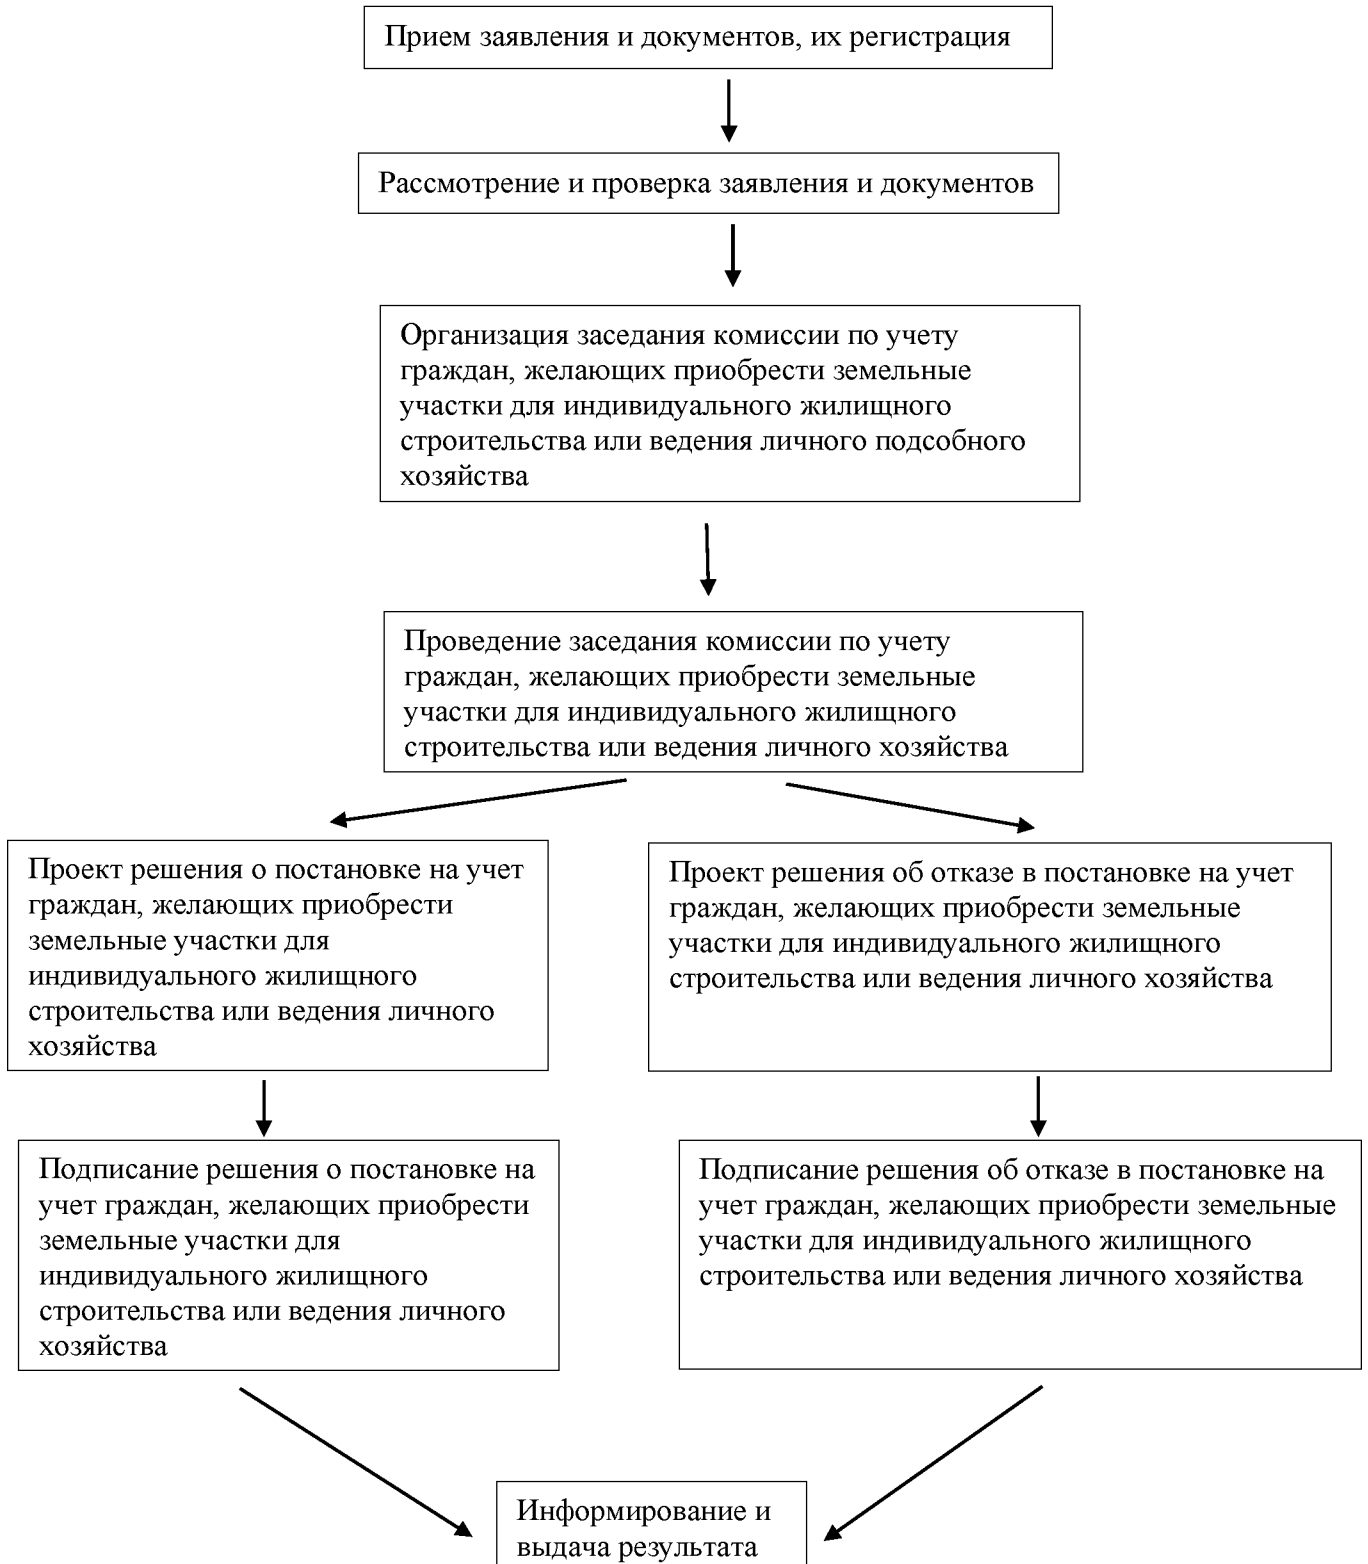 Прием заявления и документов, их регистрация
Рассмотрение и проверка заявления и документов
Организация заседания комиссии по учету
граждан, желающих приобрести земельные
участки для индивидуального жилищного
строительства или ведения личного подсобного
хозяйства
Проведение заседания комиссии по учету
граждан, желающих приобрести земельные
участки для индивидуального жилищного
строительства или ведения личного хозяйства
Проект решения о постановке на учет
граждан, желающих приобрести
земельные участки для
индивидуального жилищного
строительства или ведения личного
хозяйства
Проект решения об отказе в постановке на учет
граждан, желающих приобрести земельные
участки для индивидуального жилищного
строительства или ведения личного хозяйства
Подписание решения о постановке на
учет граждан, желающих приобрести
земельные участки для
индивидуального жилищного
строительства или ведения личного
хозяйства
Подписание решения об отказе в постановке на
учет граждан, желающих приобрести земельные
участки для индивидуального жилищного
строительства или ведения личного хозяйства
Информирование и
выдача результата